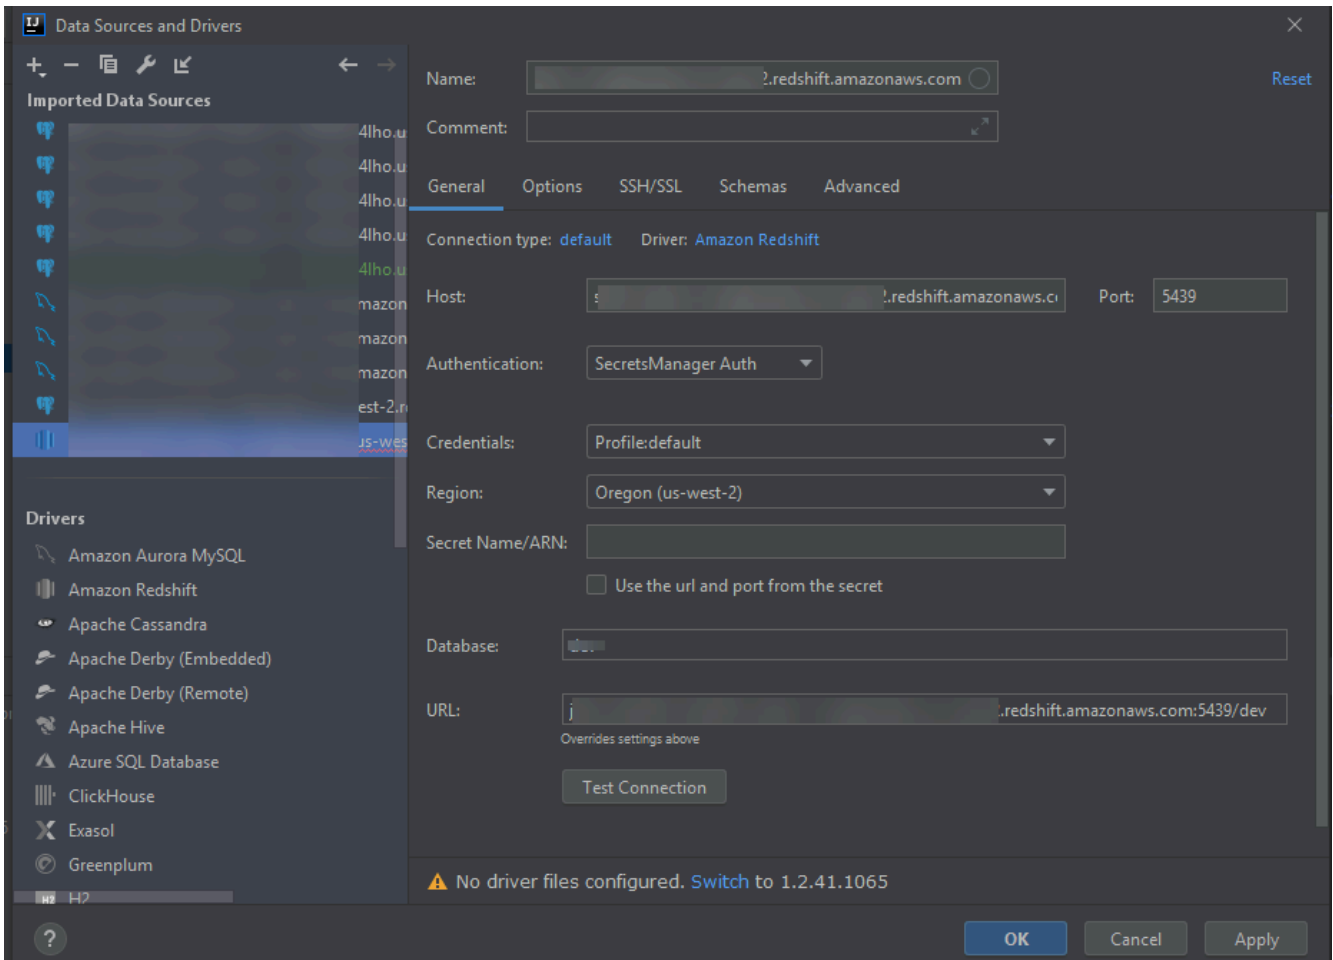 Data Sources and Drivers
Name: 2.redshift.amazonaws.com
Reset
Imported Data Sources
Comment:
4lho.u
4lho.u
4lho.u
4lho.u
4lho.u
mazon
mazon
mazon
est-2.r
us-wes
General Options SSH/SSL Schemas Advanced
Connection type: default Driver: Amazon Redshift
Host: .redshift.amazonaws.c Port: 5439
Authentication: SecretsManager Auth
Credentials: Profile:default
Region: Oregon (us-west-2)
Secret Name/ARN:
Use the url and port from the secret
Database:
URL: j .redshift.amazonaws.com:5439/dev
Overrides settings above
Test Connection
Drivers
Amazon Aurora MySQL
Amazon Redshift
Apache Cassandra
Apache Derby (Embedded)
Apache Derby (Remote)
Apache Hive
Azure SQL Database
ClickHouse
Exasol
Greenplum
H2
No driver files configured. Switch to 1.2.41.1065
? OK Cancel Apply